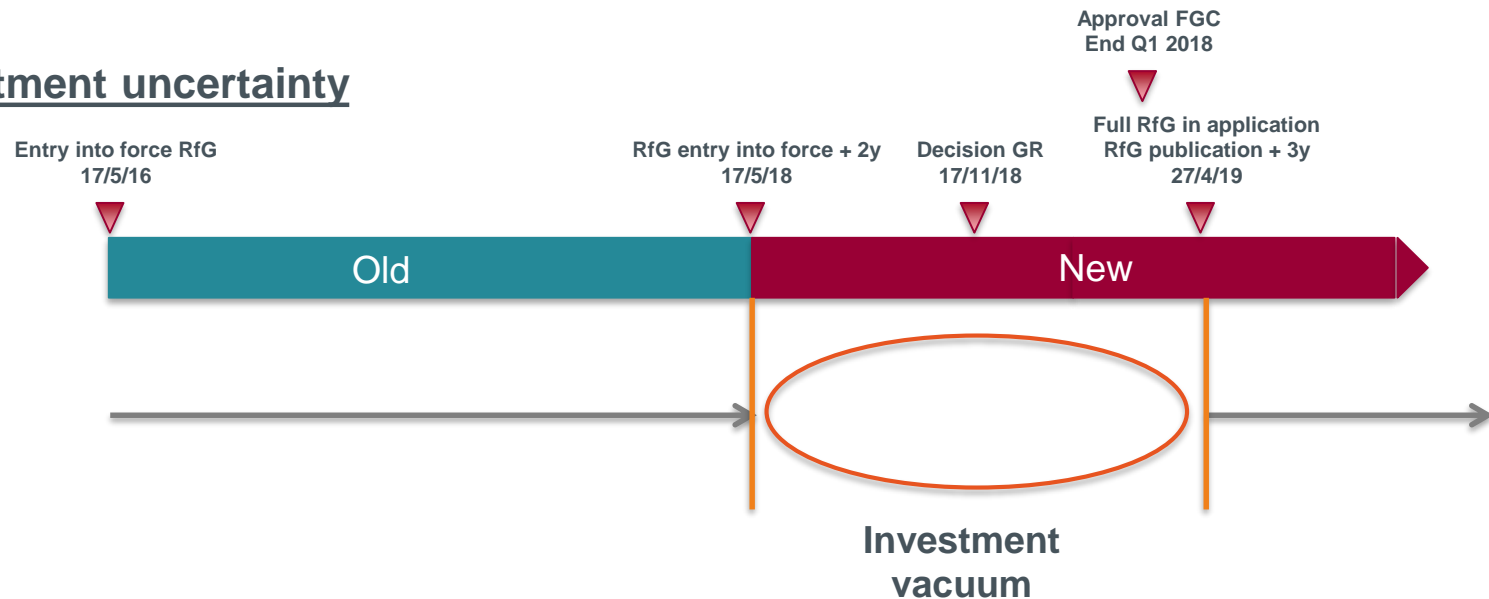 Approval FGC
End Q1 2018
tment uncertainty
Entry into force RfG
17/5/16
RfG entry into force + 2y
17/5/18
Decision GR
17/11/18
Full RfG in application
RfG publication + 3y
27/4/19
Old
New
Investment
vacuum